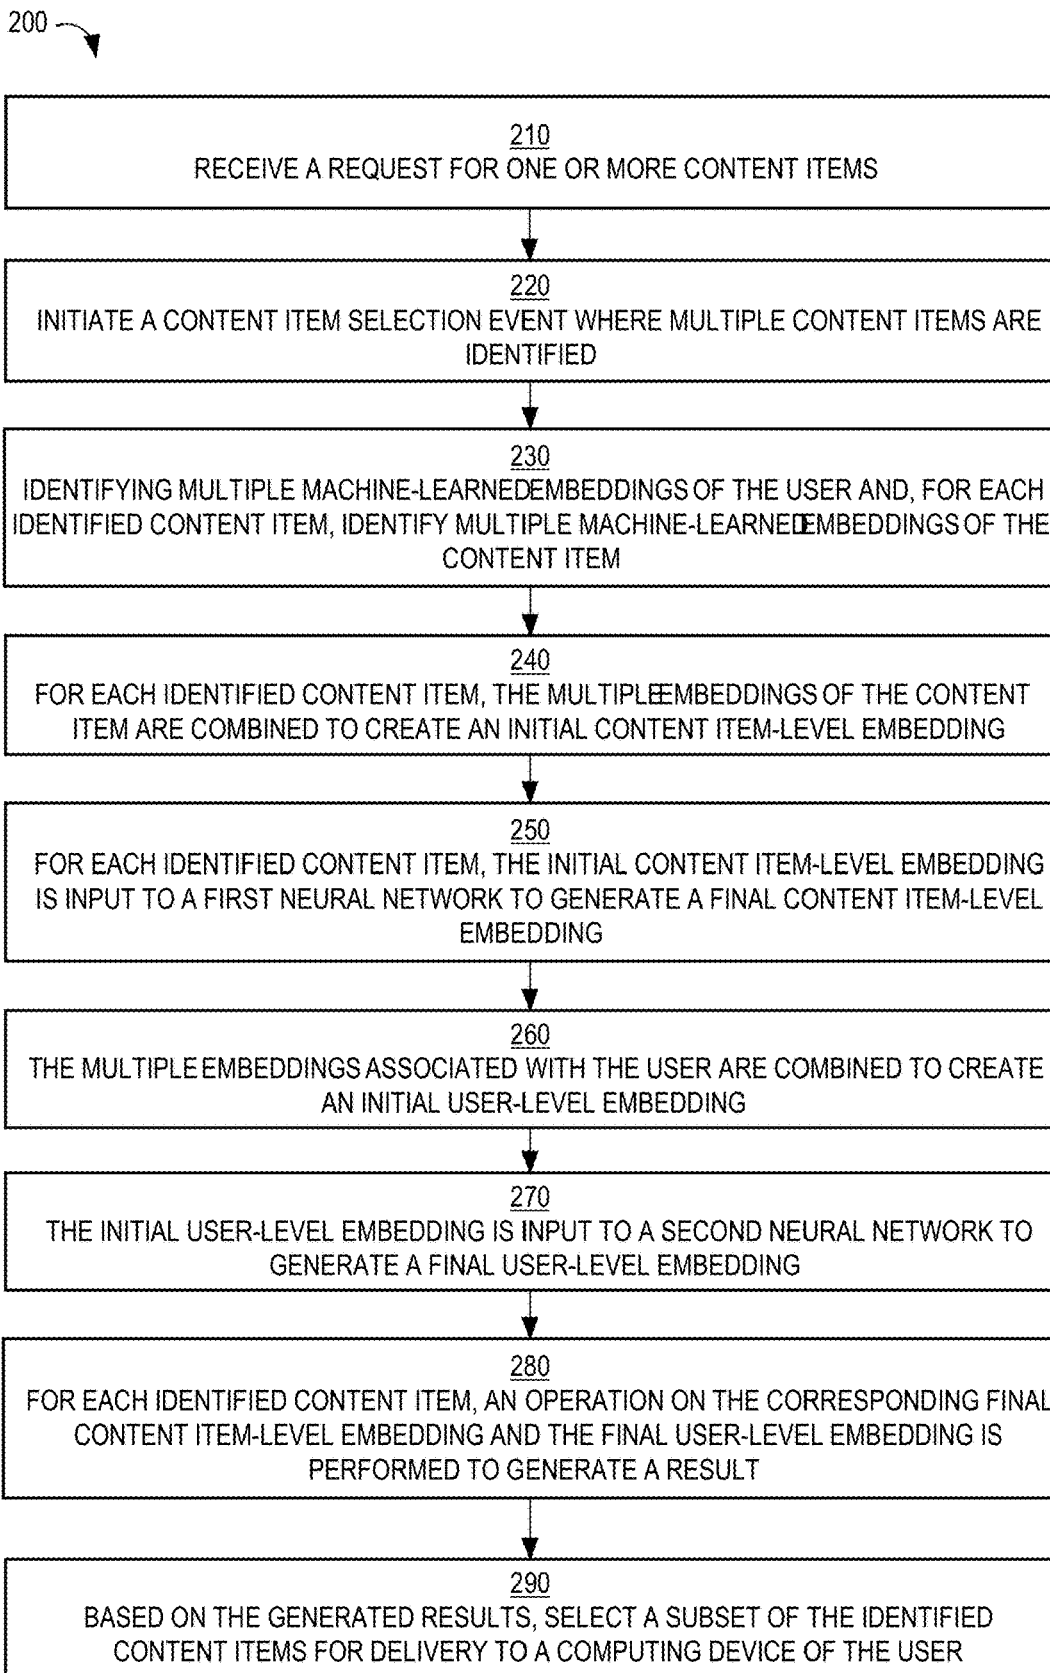 200
210
RECEIVE A REQUEST FOR ONE OR MORE CONTENT ITEMS
220
INITIATE A CONTENT ITEM SELECTION EVENT WHERE MULTIPLE CONTENT ITEMS ARE
IDENTIFIED
230
IDENTIFYING MULTIPLE MACHINE-LEARNED EMBEDDINGS OF THE USER AND, FOR EACH
IDENTIFIED CONTENT ITEM, IDENTIFY MULTIPLE MACHINE-LEARNED EMBEDDINGS OF THE
CONTENT ITEM
240
FOR EACH IDENTIFIED CONTENT ITEM, THE MULTIPLE EMBEDDINGS OF THE CONTENT
ITEM ARE COMBINED TO CREATE AN INITIAL CONTENT ITEM-LEVEL EMBEDDING
250
FOR EACH IDENTIFIED CONTENT ITEM, THE INITIAL CONTENT ITEM-LEVEL EMBEDDING
IS INPUT TO A FIRST NEURAL NETWORK TO GENERATE A FINAL CONTENT ITEM-LEVEL
EMBEDDING
260
THE MULTIPLE EMBEDDINGS ASSOCIATED WITH THE USER ARE COMBINED TO CREATE
AN INITIAL USER-LEVEL EMBEDDING
270
THE INITIAL USER-LEVEL EMBEDDING IS INPUT TO A SECOND NEURAL NETWORK TO
GENERATE A FINAL USER-LEVEL EMBEDDING
280
FOR EACH IDENTIFIED CONTENT ITEM, AN OPERATION ON THE CORRESPONDING FINAL
CONTENT ITEM-LEVEL EMBEDDING AND THE FINAL USER-LEVEL EMBEDDING IS
PERFORMED TO GENERATE A RESULT
290
BASED ON THE GENERATED RESULTS, SELECT A SUBSET OF THE IDENTIFIED
CONTENT ITEMS FOR DELIVERY TO A COMPUTING DEVICE OF THE USER